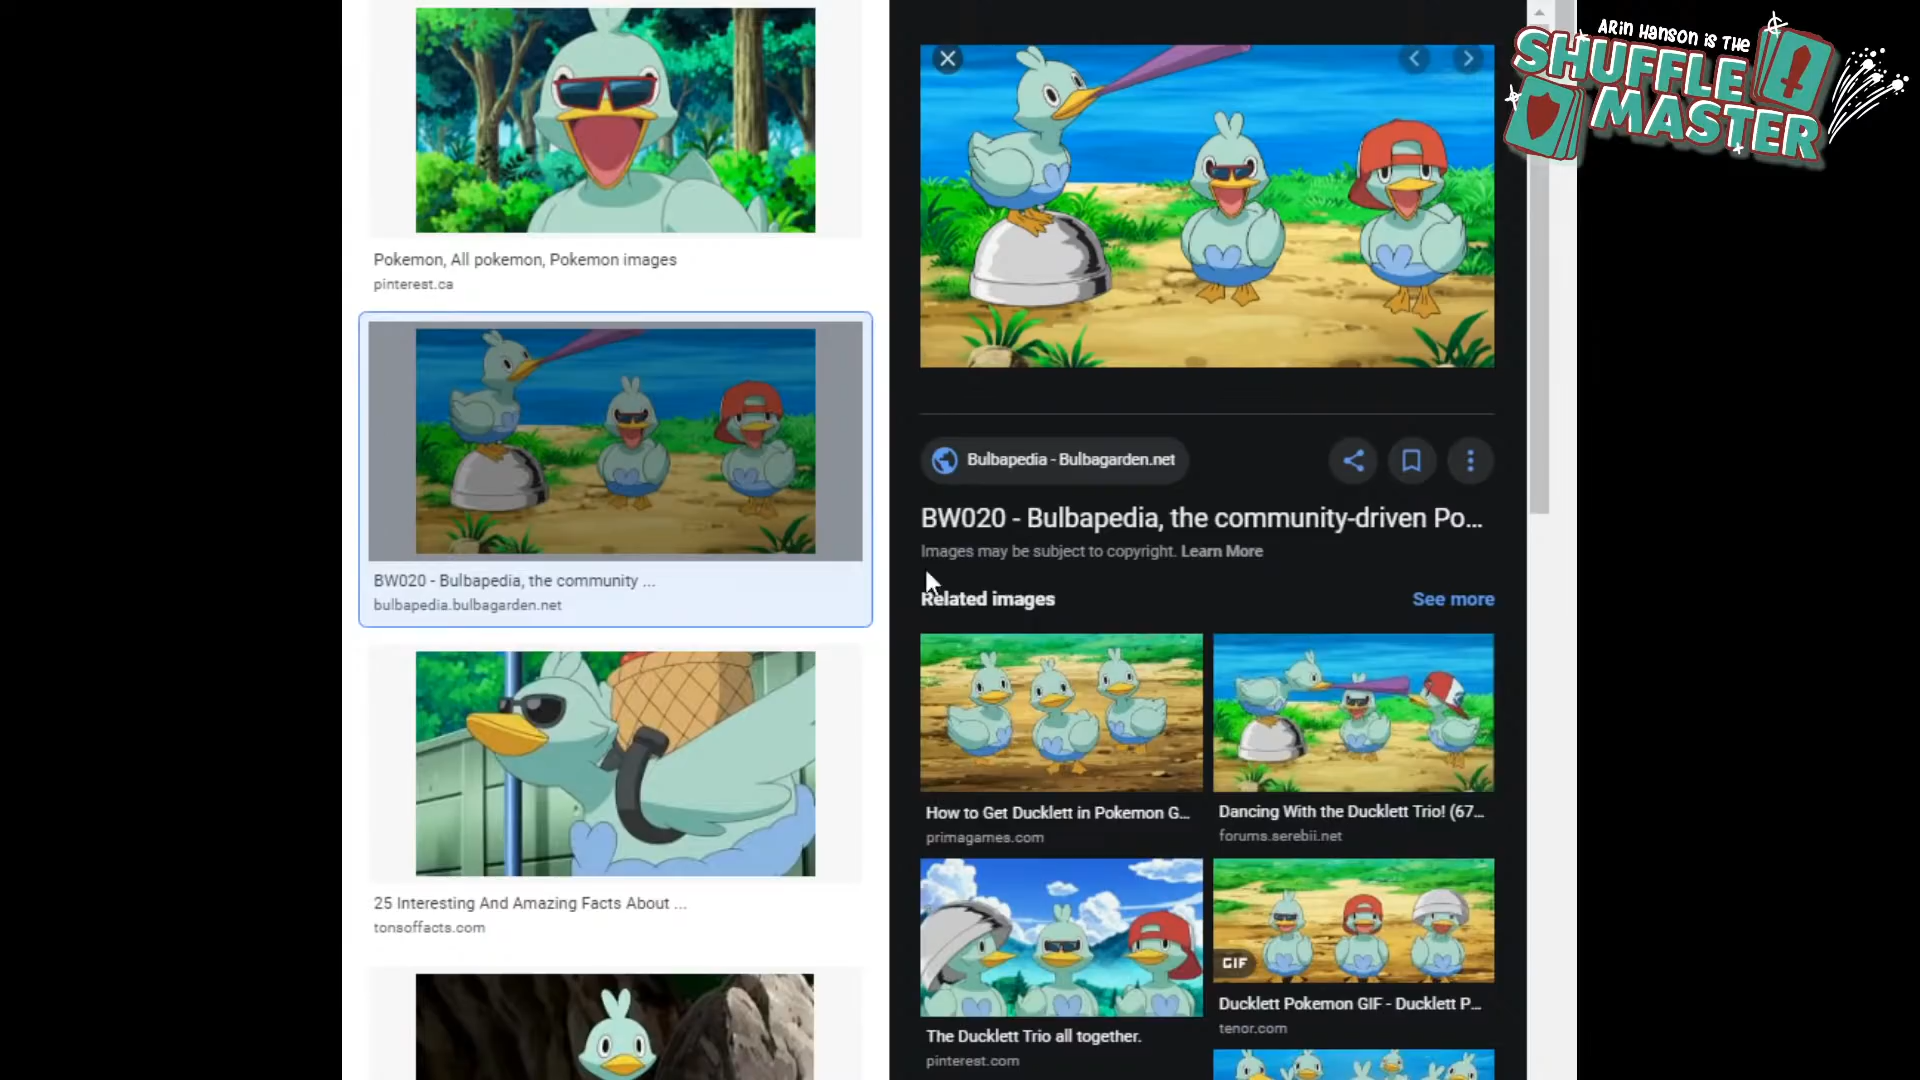 ARiN HANSON iS THE
SHUFFLE
MASTER
Pokemon, All pokemon, Pokemon images
pinterest.ca
BW020 - Bulbapedia, the community ...
bulbapedia.bulbagarden.net
25 Interesting And Amazing Facts About ...
tonsoffacts.com
Bulbapedia - Bulbagarden.net
BW020 - Bulbapedia, the community-driven Po...
Images may be subject to copyright. Learn More
Related images
See more
How to Get Ducklett in Pokemon G...
primagames.com
Dancing With the Ducklett Trio! (67...
forums.serebii.net
The Ducklett Trio all together.
pinterest.com
GIF
Ducklett Pokemon GIF - Ducklett P...
tenor.com